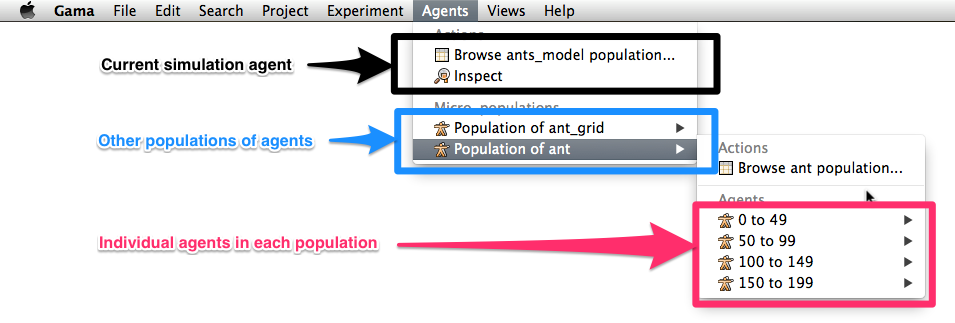 Gama File Edit Search Project Experiment Agents Views Help
Actions
Current simulation agent
Browse ants_model population...
Inspect
Micro-populations
Other populations of agents
Population of ant_grid
Population of ant
Actions
Browse ant population...
Agents
Individual agents in each population
0 to 49
50 to 99
100 to 149
150 to 199